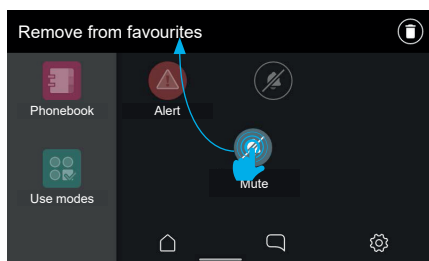 Remove from favourites
Phonebook
Alert
Mute
Use modes